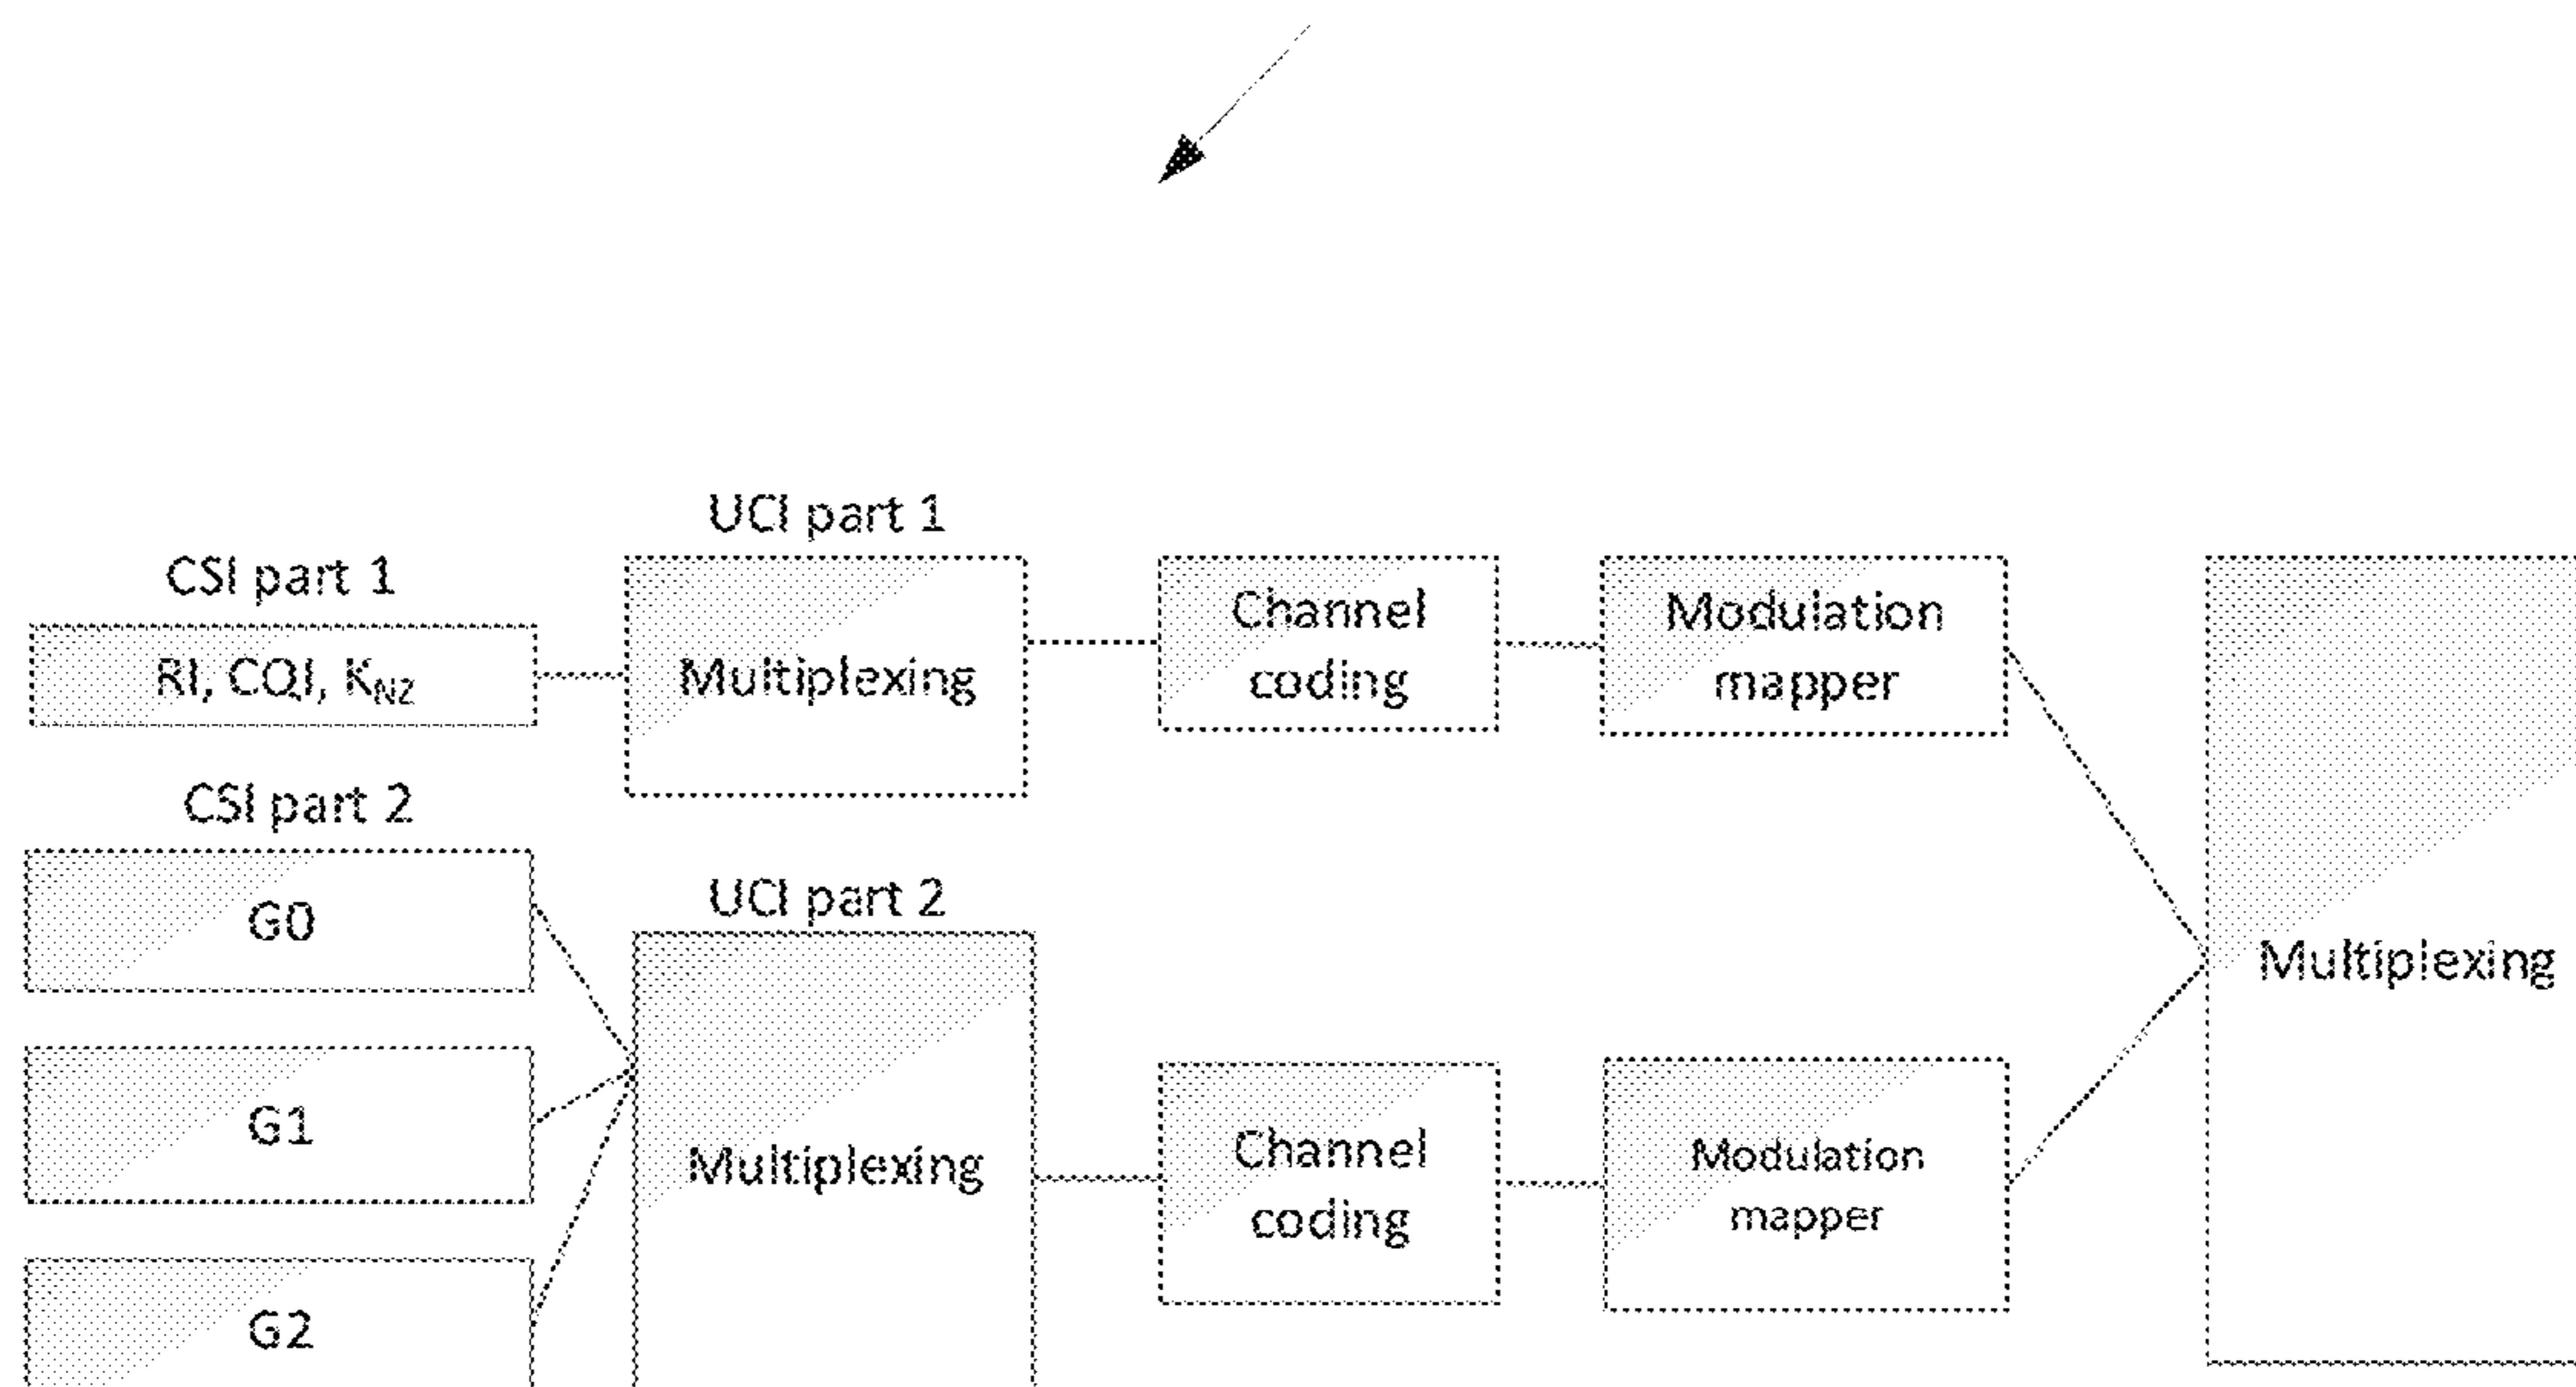 UCI part 1
CSI part 1
RI, CQI, KNZ
Multiplexing
Channel
coding
Modulation
mapper
CSI part 2
G0
G1
G2
UCI part 2
Multiplexing
Channel
coding
Modulation
mapper
Multiplexing